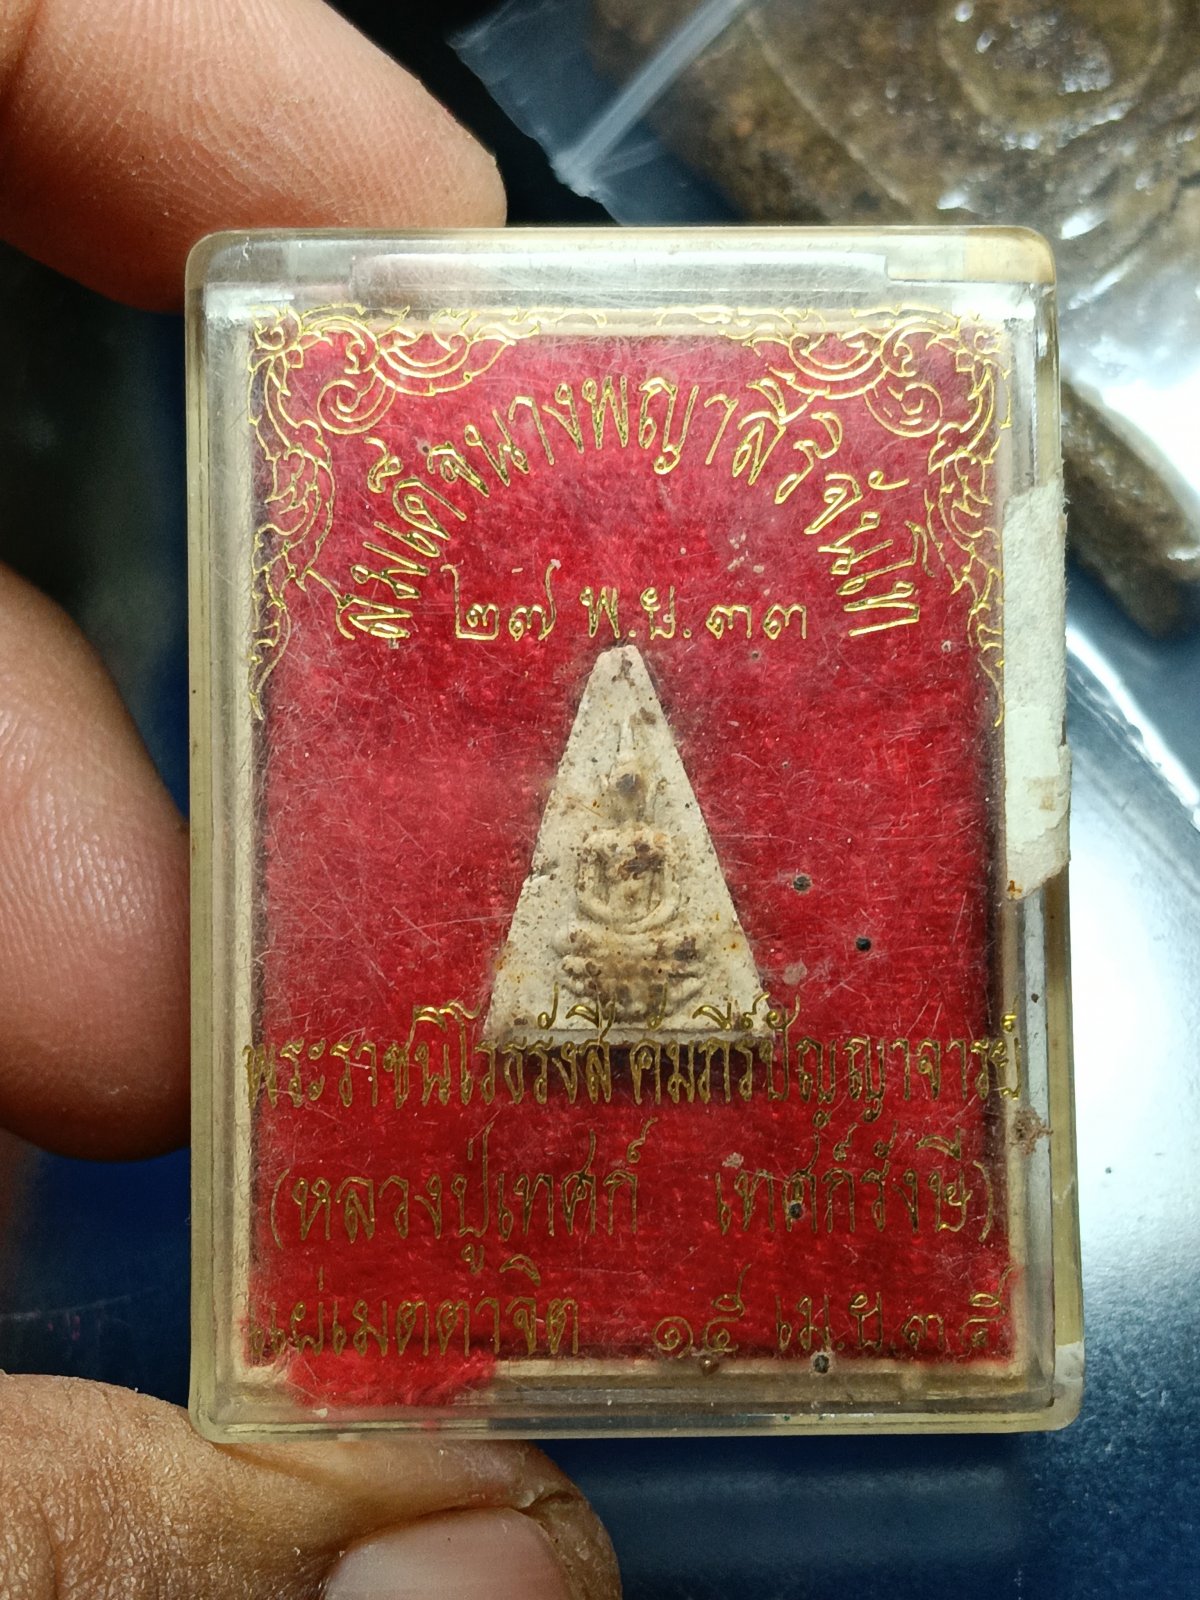 สมเด็จนางพญาสิริจันโท
๒๗ พ.ย. ๓๓
พระราชนิโรธรังสี คัมภีร์ปัญญาจารย์
(หลวงปู่เทศก์ เทศก์รังษี)
แผ่เมตตาจิต ๑๕ เม.ย.๓๕